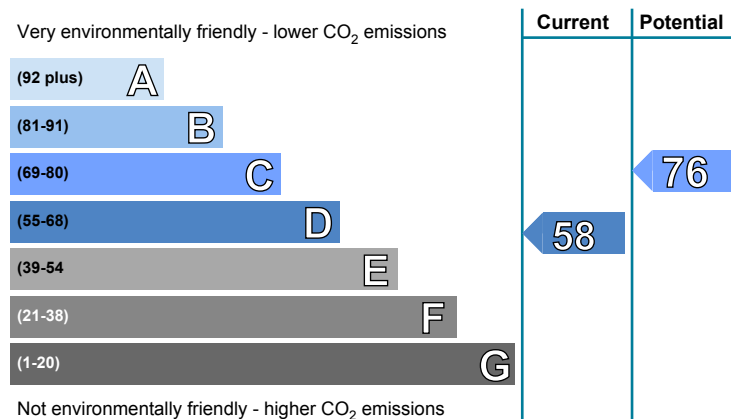 Very environmentally friendly - lower CO₂ emissions
Current
Potential
(92 plus) A
(81-91) B
(69-80) C
76
(55-68) D
58
(39-54 E
(21-38) F
(1-20) G
Not environmentally friendly - higher CO₂ emissions